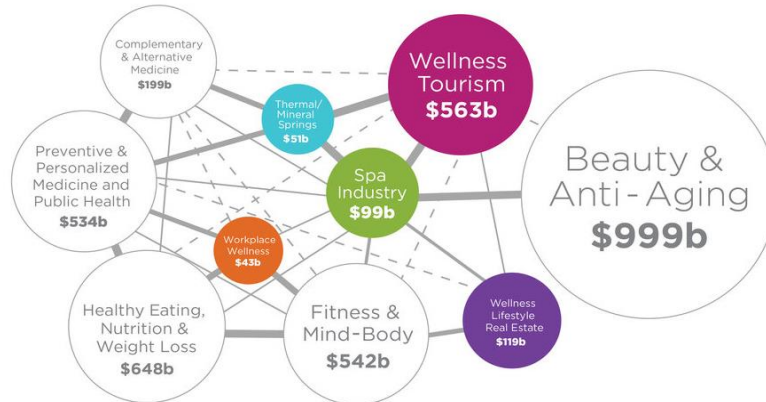 Complementary
& Alternative
Medicine
$199b
Thermal/
Mineral
Springs
$51b
Wellness
Tourism
$563b
Preventive &
Personalized
Medicine and
Public Health
$534b
Spa
Industry
$99b
Beauty &
Anti-Aging
$999b
Workplace
Wellness
$43b
Healthy Eating,
Nutrition &
Weight Loss
$648b
Fitness &
Mind-Body
$542b
Wellness
Lifestyle
Real Estate
$119b